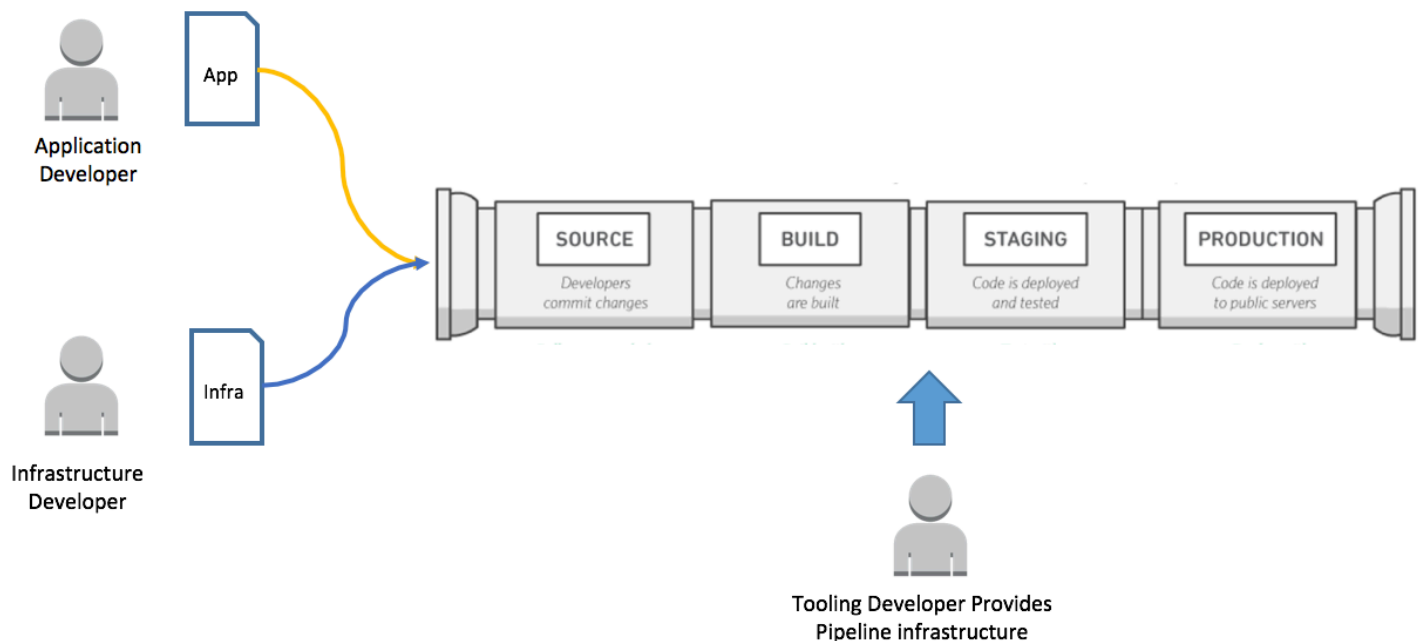 App
Application
Developer
SOURCE
Developers
commit changes
BUILD
Changes
are built
STAGING
Code is deployed
and tested
PRODUCTION
Code is deployed
to public servers
Infra
Infrastructure
Developer
Tooling Developer Provides
Pipeline infrastructure